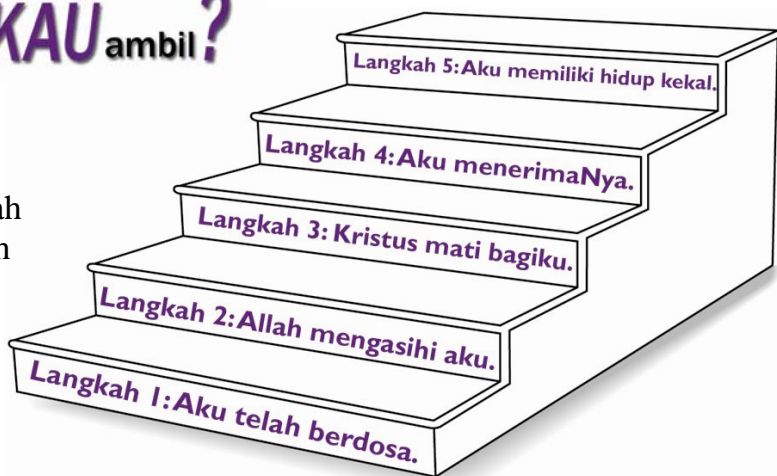 KAU ambil?
Langkah 5: Aku memiliki hidup kekal.
Langkah 4: Aku menerimaNya.
Langkah 3: Kristus mati bagiku.
Langkah 2: Allah mengasihi aku.
Langkah 1: Aku telah berdosa.